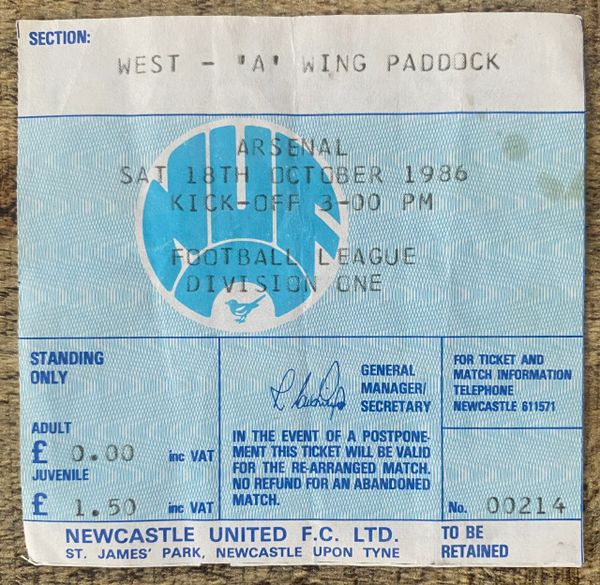 SECTION:
WEST - 'A' WING PADDOCK
NUF
ARSENAL
SAT 18TH OCTOBER 1986
KICK-OFF 3-00 PM
FOOTBALL LEAGUE
DIVISION ONE
STANDING
ONLY
ADULT
£ 0.00 inc VAT
JUVENILE
£ 1.50 inc VAT
GENERAL
MANAGER/
SECRETARY
IN THE EVENT OF A POSTPONE-
MENT THIS TICKET WILL BE VALID
FOR THE RE-ARRANGED MATCH.
NO REFUND FOR AN ABANDONED
MATCH.
FOR TICKET AND
MATCH INFORMATION
TELEPHONE
NEWCASTLE 611571
No. 00214
NEWCASTLE UNITED F.C. LTD.
ST. JAMES' PARK, NEWCASTLE UPON TYNE
TO BE
RETAINED